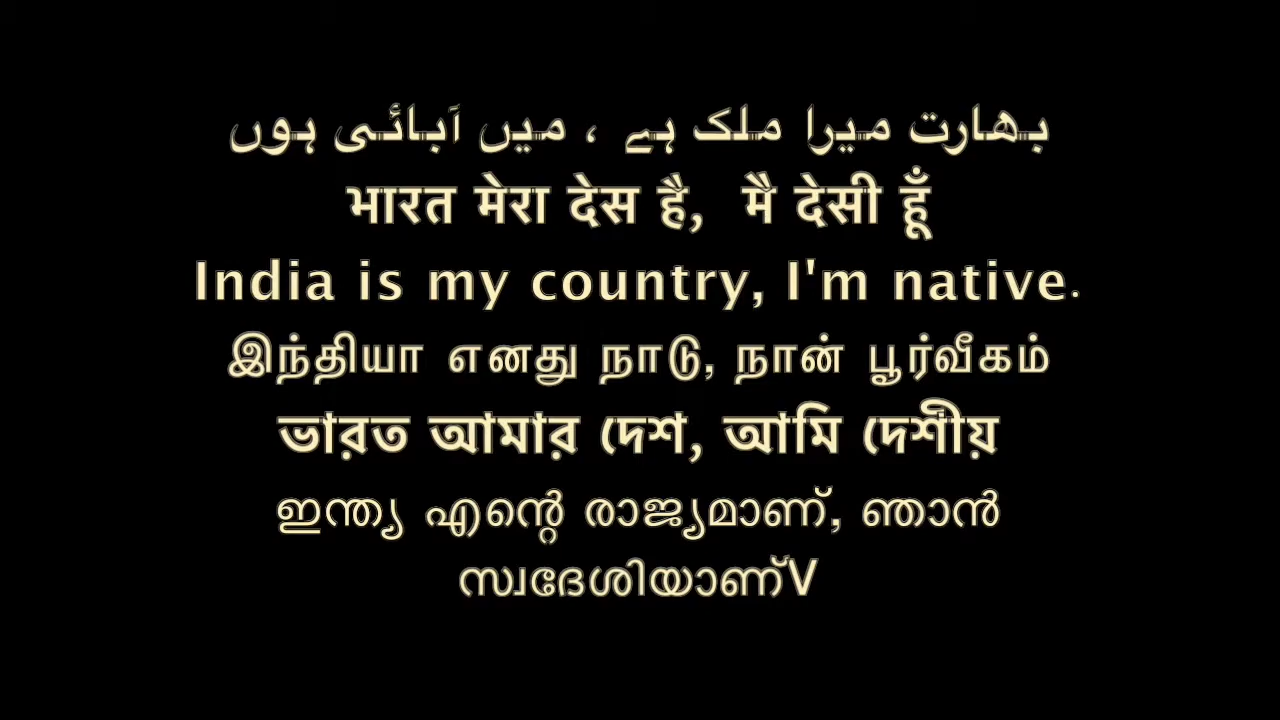 بھارت میرا ملک ہے ، میں آبائی ہوں
भारत मेरा देस है, मै देसी हूँ
India is my country, I'm native.
இந்தியா எனது நாடு, நான் பூர்வீகம்
ভারত আমার দেশ, আমি দেশীয়
ഇന്ത്യ എന്റെ രാജ്യമാണ്, ഞാൻ
സ്വദേശിയാണ്V